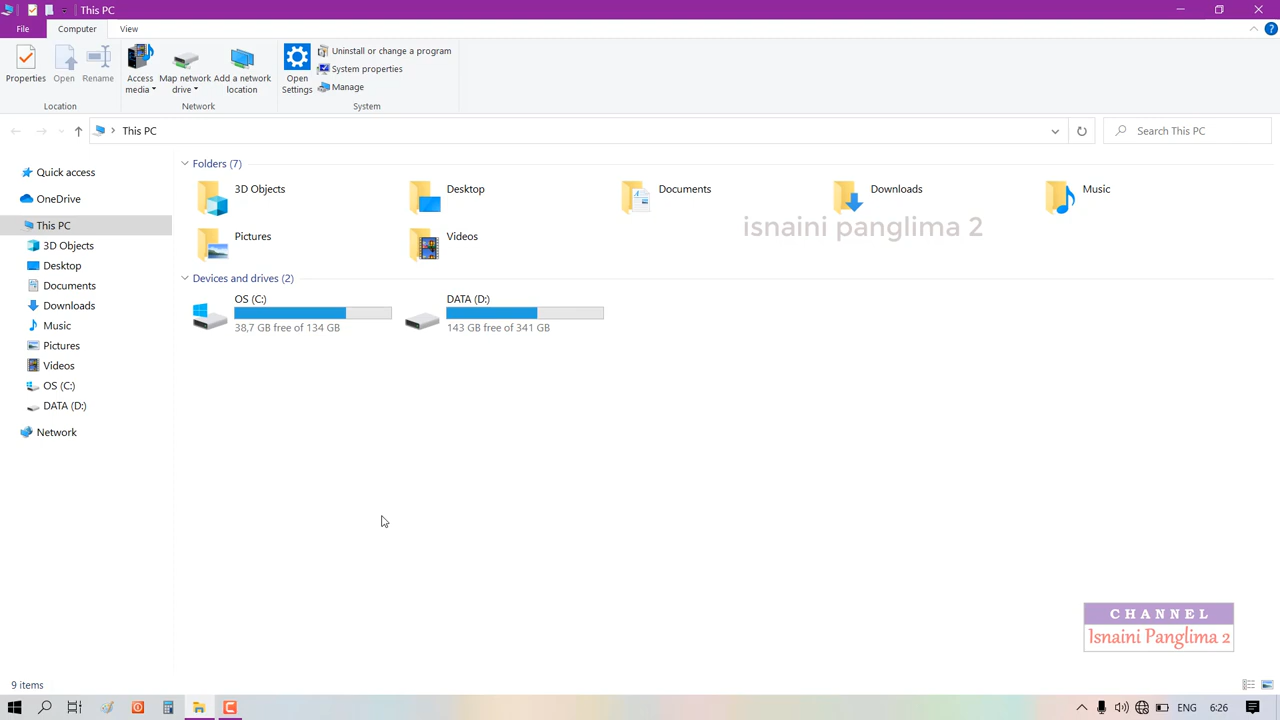 This PC
File
Computer
View
Properties
Open
Rename
Access media
Map network drive
Add a network location
Open Settings
Uninstall or change a program
System properties
Manage
Location
Network
System
This PC
Search This PC
Quick access
OneDrive
This PC
3D Objects
Desktop
Documents
Downloads
Music
Pictures
Videos
OS (C:)
DATA (D:)
Network
Folders (7)
3D Objects
Desktop
Documents
Downloads
Music
Pictures
Videos
isnaini panglima 2
Devices and drives (2)
OS (C:)
38,7 GB free of 134 GB
DATA (D:)
143 GB free of 341 GB
CHANNEL
Isnaini Panglima 2
9 items
ENG
6:26